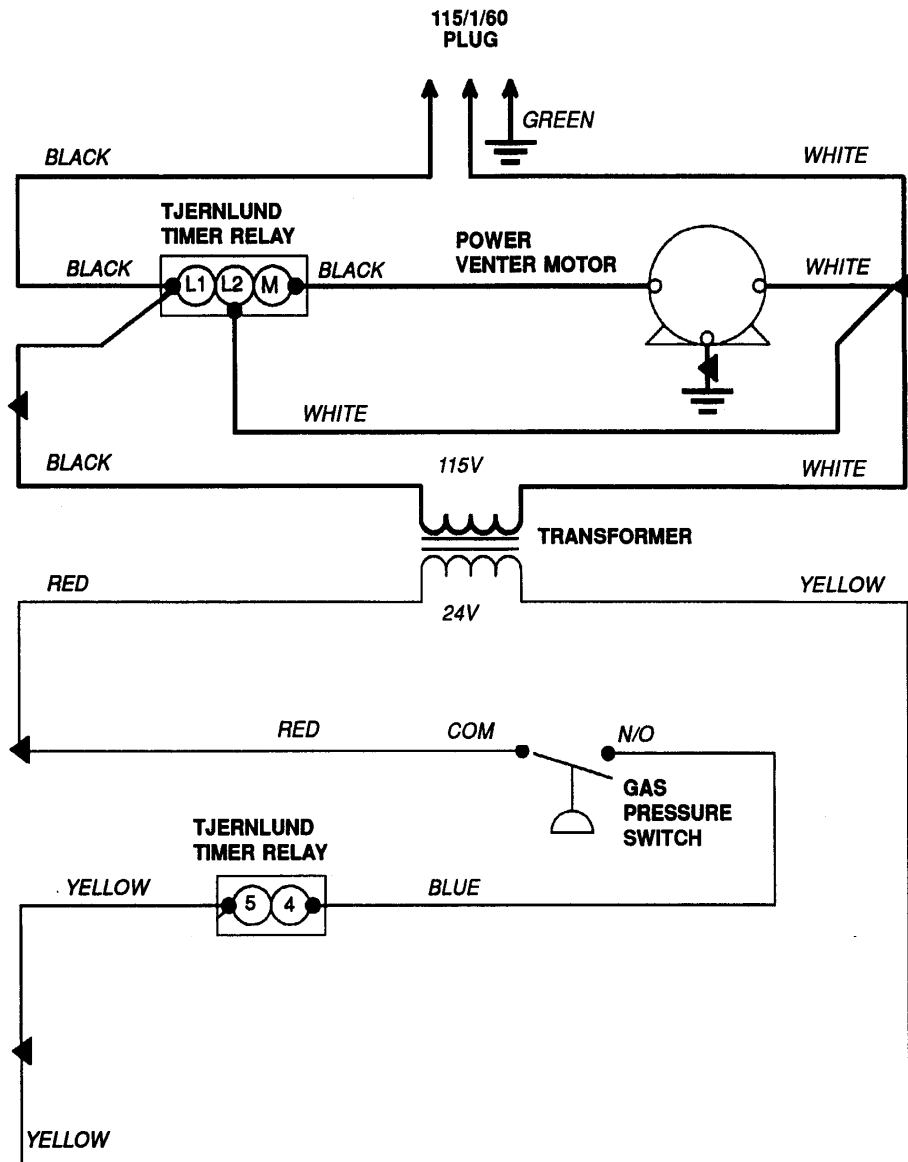 115/1/60
PLUG
GREEN
BLACK
WHITE
TJERNLUND
TIMER RELAY
POWER
VENTER MOTOR
BLACK
L1 L2 M
BLACK
WHITE
WHITE
BLACK
115V
WHITE
TRANSFORMER
RED
YELLOW
24V
RED
COM
N/O
GAS
PRESSURE
SWITCH
TJERNLUND
TIMER RELAY
YELLOW
5 4
BLUE
YELLOW